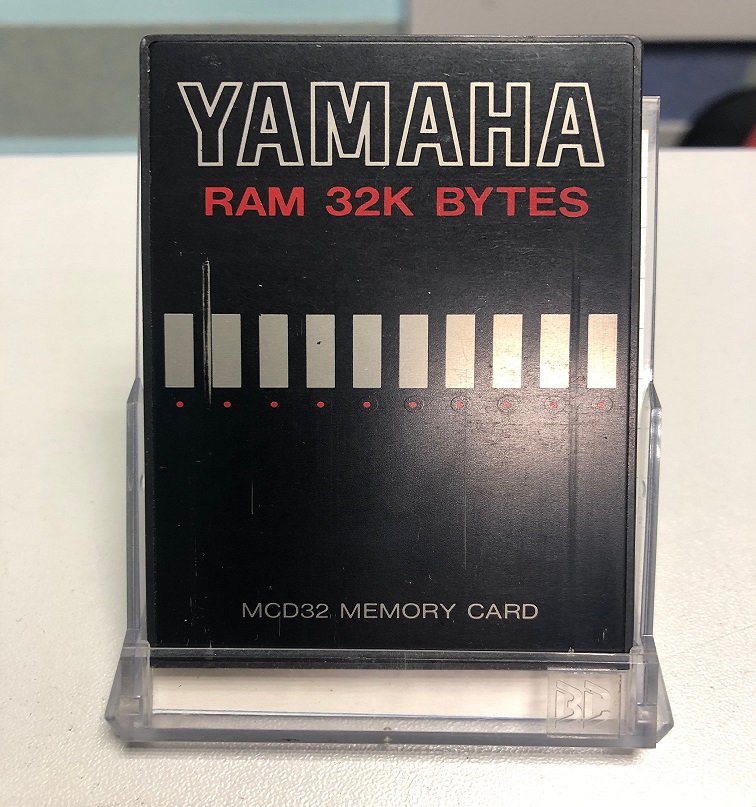 YAMAHA
RAM 32K BYTES
MCD32 MEMORY CARD